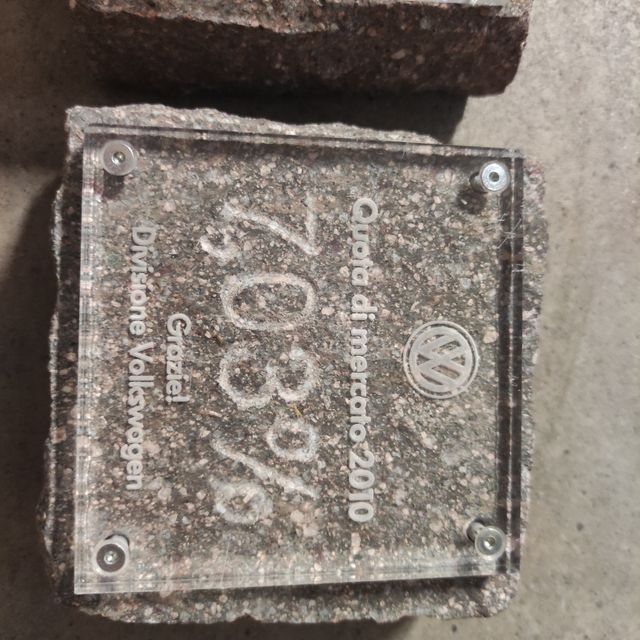 Quota di mercato 2010
7,03%
Grazie!
Divisione Volkswagen